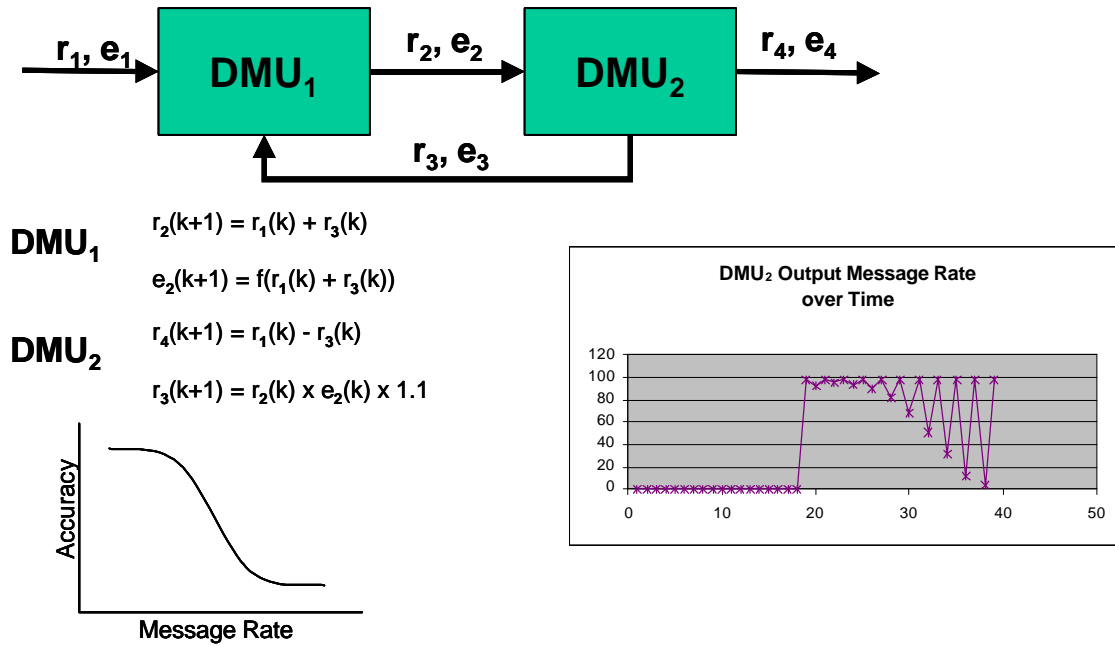 r₁, e₁
DMU₁
r₂, e₂
DMU₂
r₄, e₄
r₃, e₃
DMU₁
r₂(k+1) = r₁(k) + r₃(k)
e₂(k+1) = f(r₁(k) + r₃(k))
DMU₂
r₄(k+1) = r₁(k) - r₃(k)
r₃(k+1) = r₂(k) x e₂(k) x 1.1
Accuracy
Message Rate
DMU₂ Output Message Rate
over Time
120
100
80
60
40
20
0
0 10 20 30 40 50